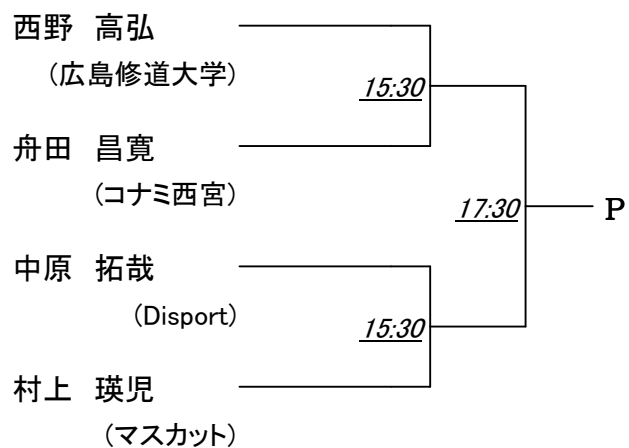 西野 高弘
(広島修道大学)
15:30
舟田 昌寛
(コナミ西宮)
17:30
P
中原 拓哉
(Disport)
15:30
村上 瑛児
(マスカット)